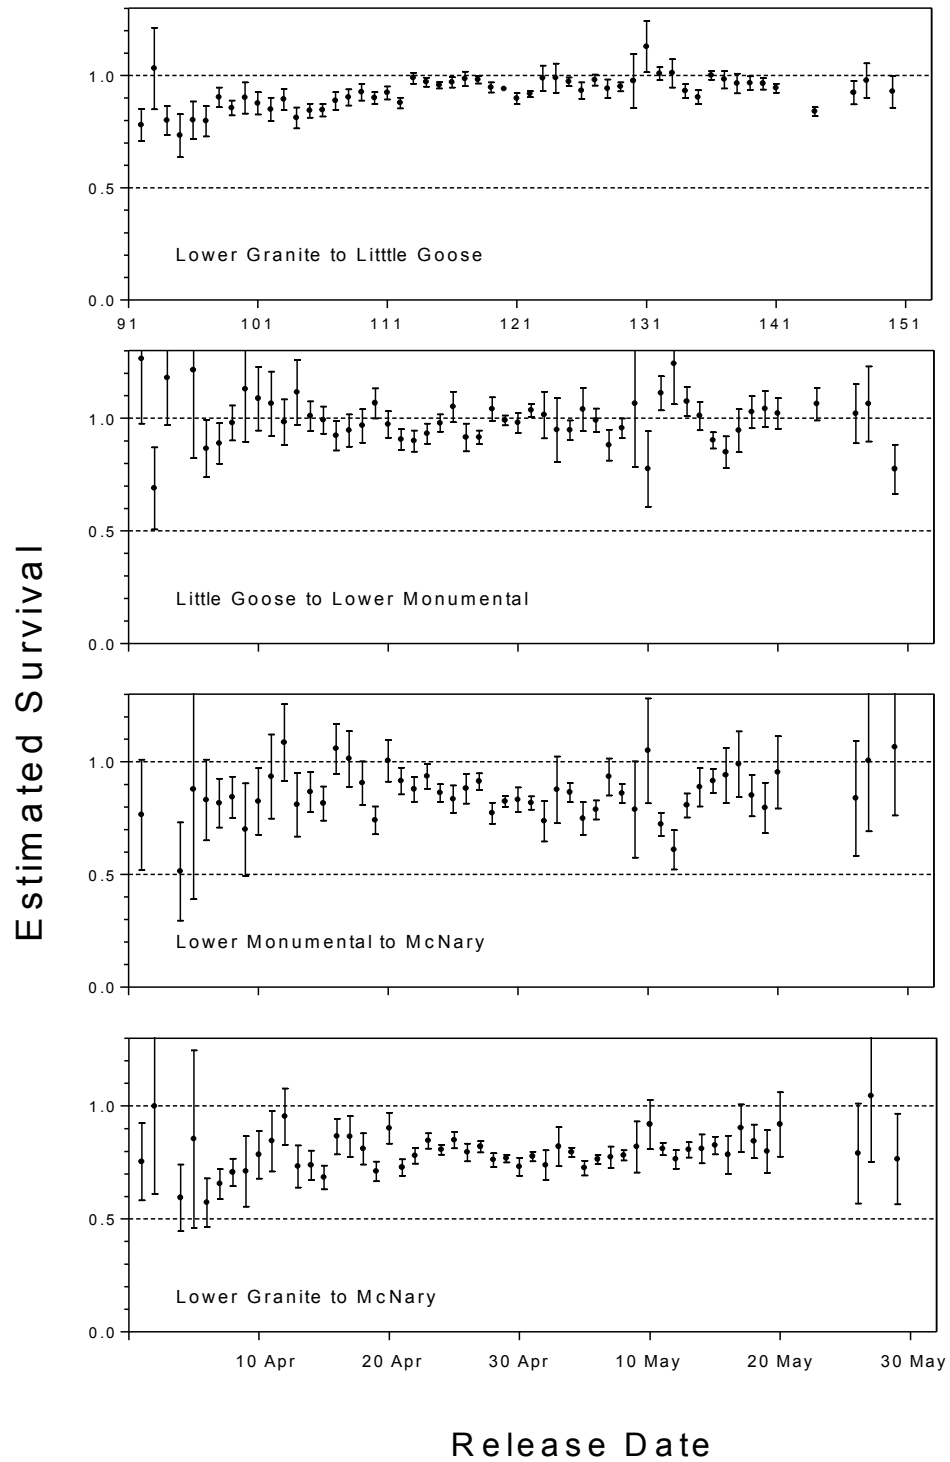 1.0
0.5
Lower Granite to Litttle Goose
0.0
91 101 111 121 131 141 151
1.0
0.5
Little Goose to Lower Monumental
0.0
Estimated Survival
1.0
0.5
Lower Monumental to McNary
0.0
1.0
0.5
Lower Granite to McNary
0.0
10 Apr 20 Apr 30 Apr 10 May 20 May 30 May
Release Date